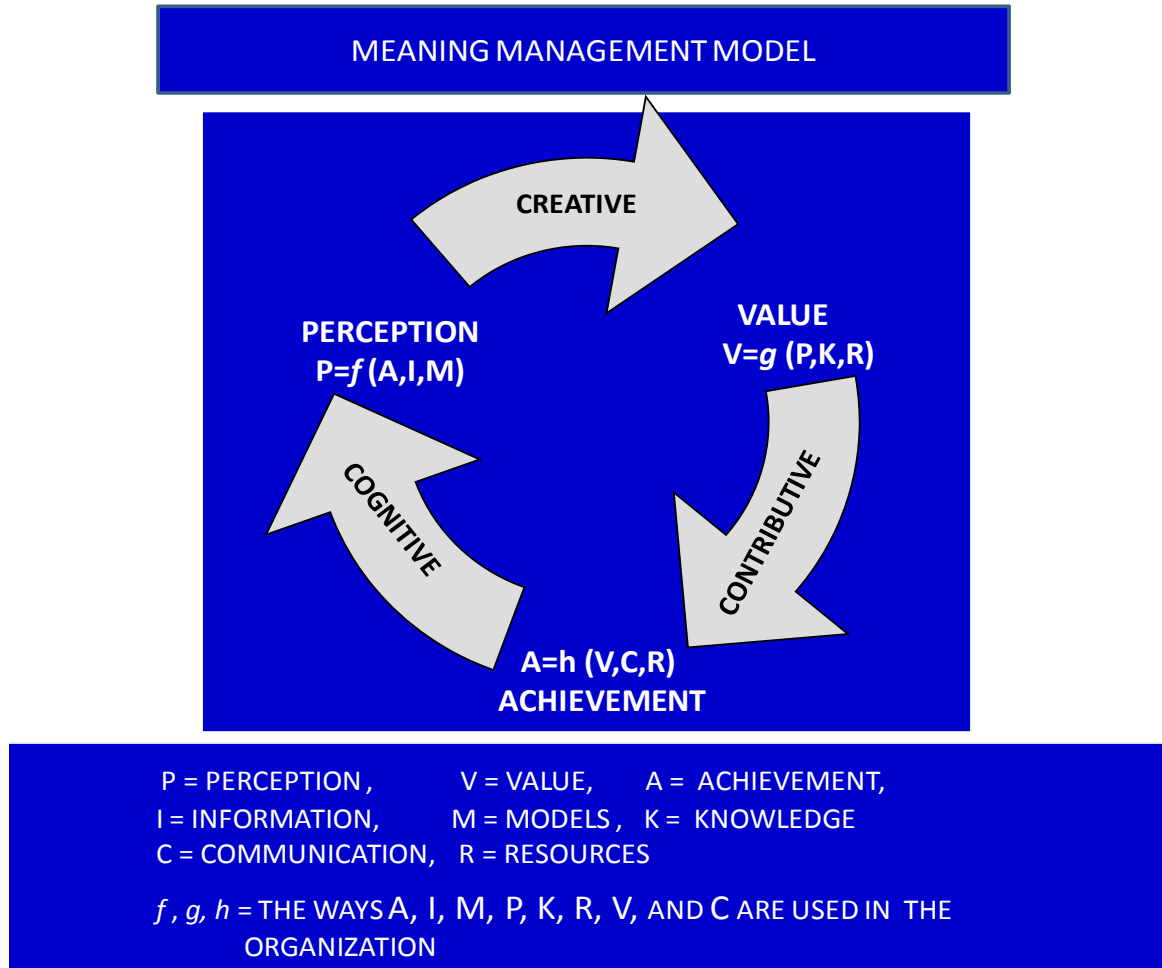 MEANING MANAGEMENT MODEL
CREATIVE
PERCEPTION
P=f (A,I,M)
VALUE
V=g (P,K,R)
COGNITIVE
CONTRIBUTIVE
A=h (V,C,R)
ACHIEVEMENT
P = PERCEPTION , V = VALUE, A = ACHIEVEMENT,
I = INFORMATION, M = MODELS , K = KNOWLEDGE
C = COMMUNICATION, R = RESOURCES
f , g, h = THE WAYS A, I, M, P, K, R, V, AND C ARE USED IN THE
ORGANIZATION